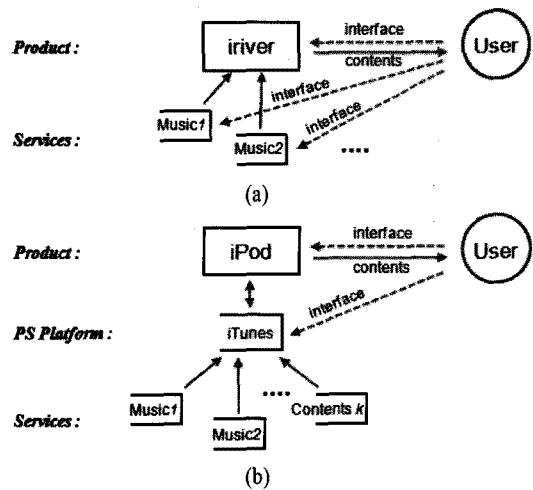 Product :
iriver
interface
contents
User
interface
interface
Services :
Music1
Music2
....
(a)
Product :
iPod
interface
contents
User
interface
PS Platform :
iTunes
Services :
Music1
Music2
....
Contents k
(b)